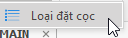 Loại đặt cọc
MAIN